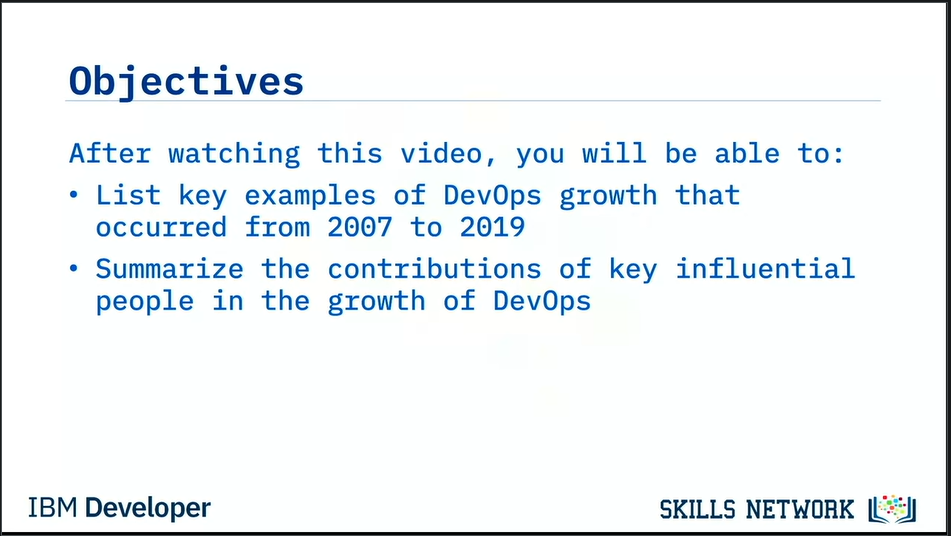 Objectives
After watching this video, you will be able to:
• List key examples of DevOps growth that
occurred from 2007 to 2019
• Summarize the contributions of key influential
people in the growth of DevOps
IBM Developer
SKILLS NETWORK